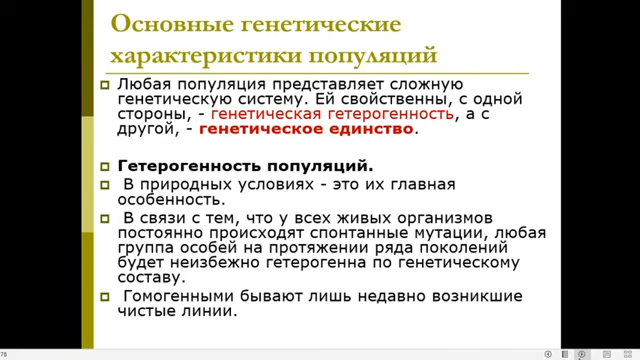 Основные генетические
характеристики популяций
Любая популяция представляет сложную
генетическую систему. Ей свойственны, с одной
стороны, - генетическая гетерогенность, а с
другой, - генетическое единство.
Гетерогенность популяций.
В природных условиях - это их главная
особенность.
В связи с тем, что у всех живых организмов
постоянно происходят спонтанные мутации, любая
группа особей на протяжении ряда поколений
будет неизбежно гетерогенна по генетическому
составу.
Гомогенными бывают лишь недавно возникшие
чистые линии.
78